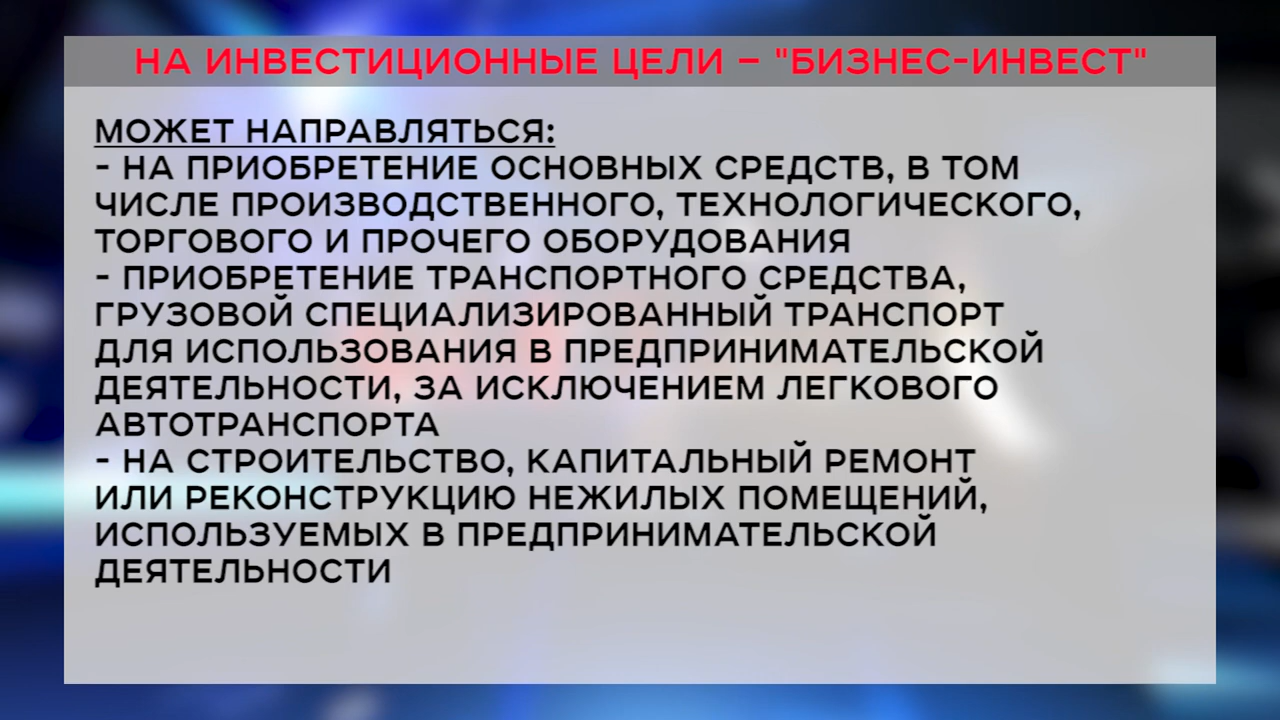 НА ИНВЕСТИЦИОННЫЕ ЦЕЛИ – "БИЗНЕС-ИНВЕСТ"
МОЖЕТ НАПРАВЛЯТЬСЯ:
- НА ПРИОБРЕТЕНИЕ ОСНОВНЫХ СРЕДСТВ, В ТОМ
ЧИСЛЕ ПРОИЗВОДСТВЕННОГО, ТЕХНОЛОГИЧЕСКОГО,
ТОРГОВОГО И ПРОЧЕГО ОБОРУДОВАНИЯ
- ПРИОБРЕТЕНИЕ ТРАНСПОРТНОГО СРЕДСТВА,
ГРУЗОВОЙ СПЕЦИАЛИЗИРОВАННЫЙ ТРАНСПОРТ
ДЛЯ ИСПОЛЬЗОВАНИЯ В ПРЕДПРИНИМАТЕЛЬСКОЙ
ДЕЯТЕЛЬНОСТИ, ЗА ИСКЛЮЧЕНИЕМ ЛЕГКОВОГО
АВТОТРАНСПОРТА
- НА СТРОИТЕЛЬСТВО, КАПИТАЛЬНЫЙ РЕМОНТ
ИЛИ РЕКОНСТРУКЦИЮ НЕЖИЛЫХ ПОМЕЩЕНИЙ,
ИСПОЛЬЗУЕМЫХ В ПРЕДПРИНИМАТЕЛЬСКОЙ
ДЕЯТЕЛЬНОСТИ